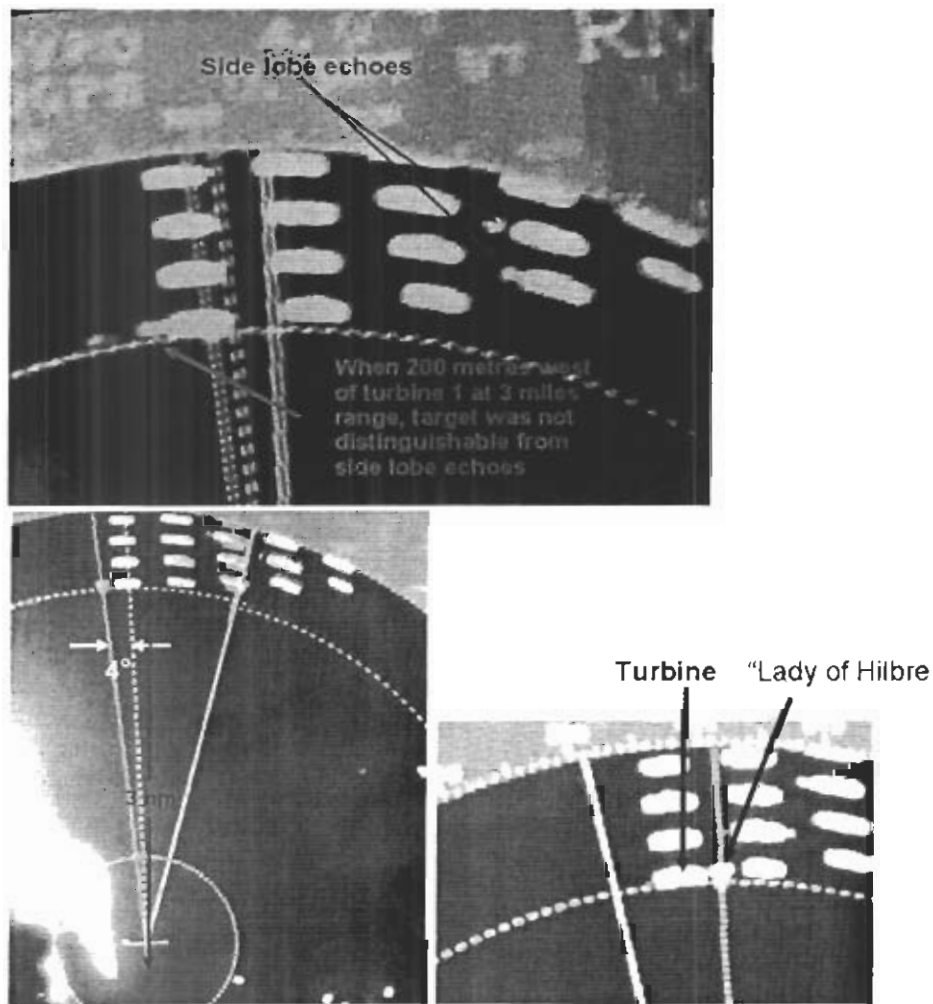 Side lobe echoes
When 200 metres west
of turbine 1 at 3 miles
range, target was not
distinguishable from
side lobe echoes
4°
Turbine "Lady of Hilbre